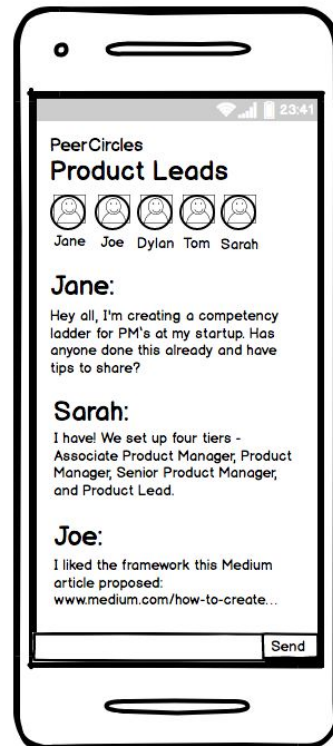 23:41
PeerCircles
Product Leads
Jane Joe Dylan Tom Sarah
Jane:
Hey all, I'm creating a competency
ladder for PM's at my startup. Has
anyone done this already and have
tips to share?
Sarah:
I have! We set up four tiers -
Associate Product Manager, Product
Manager, Senior Product Manager,
and Product Lead.
Joe:
I liked the framework this Medium
article proposed:
www.medium.com/how-to-create...
Send